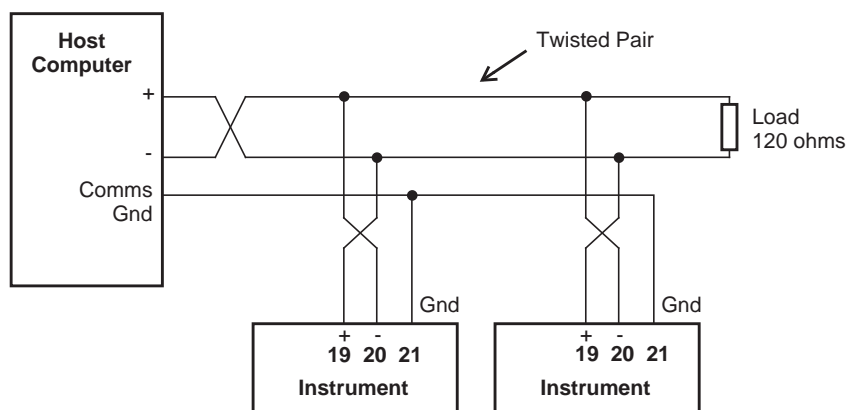 Host
Computer
Twisted Pair
+
-
Load
120 ohms
Comms
Gnd
Gnd
Gnd
+ -
19 20 21
Instrument
+ -
19 20 21
Instrument